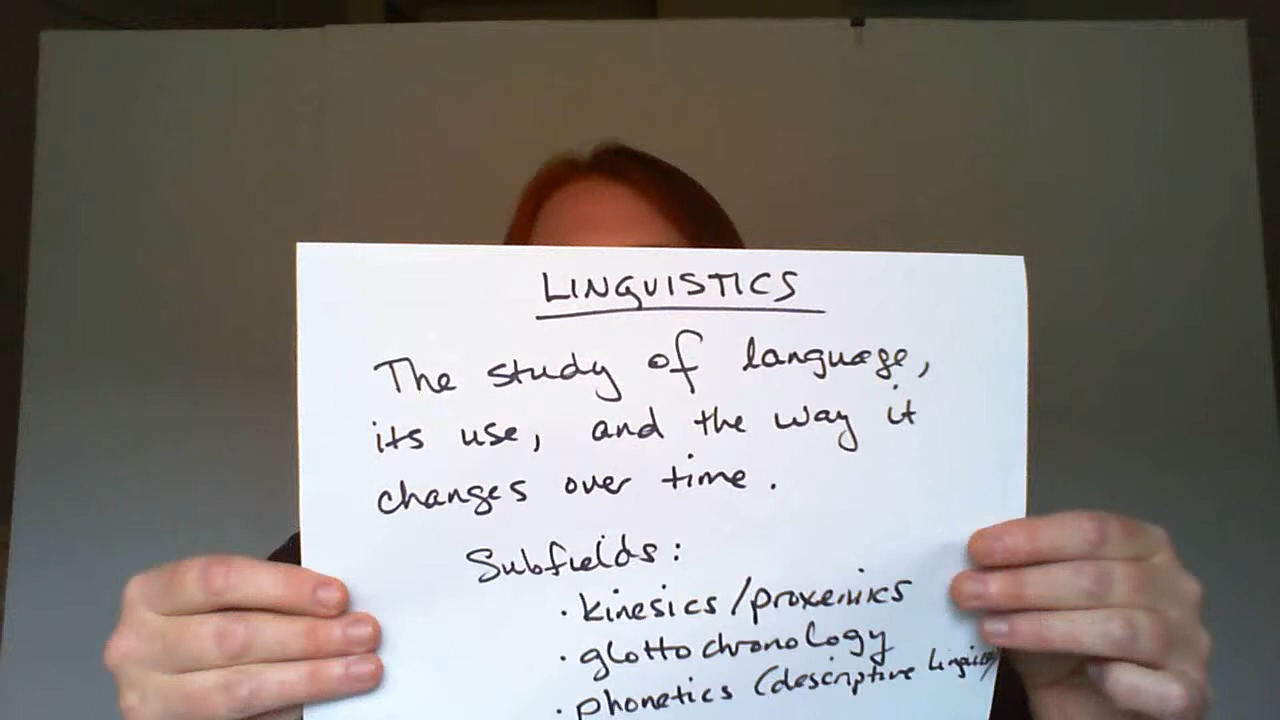 LINGUISTICS
The study of language,
its use, and the way it
changes over time.
Subfields:
· kinesics/proxemics
· glottochronology
· phonetics (descriptive